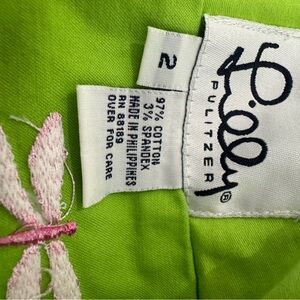 Lilly
PULITZER®
2
97% COTTON
3% SPANDEX
MADE IN PHILIPPINES
RN 88189
OVER FOR CARE